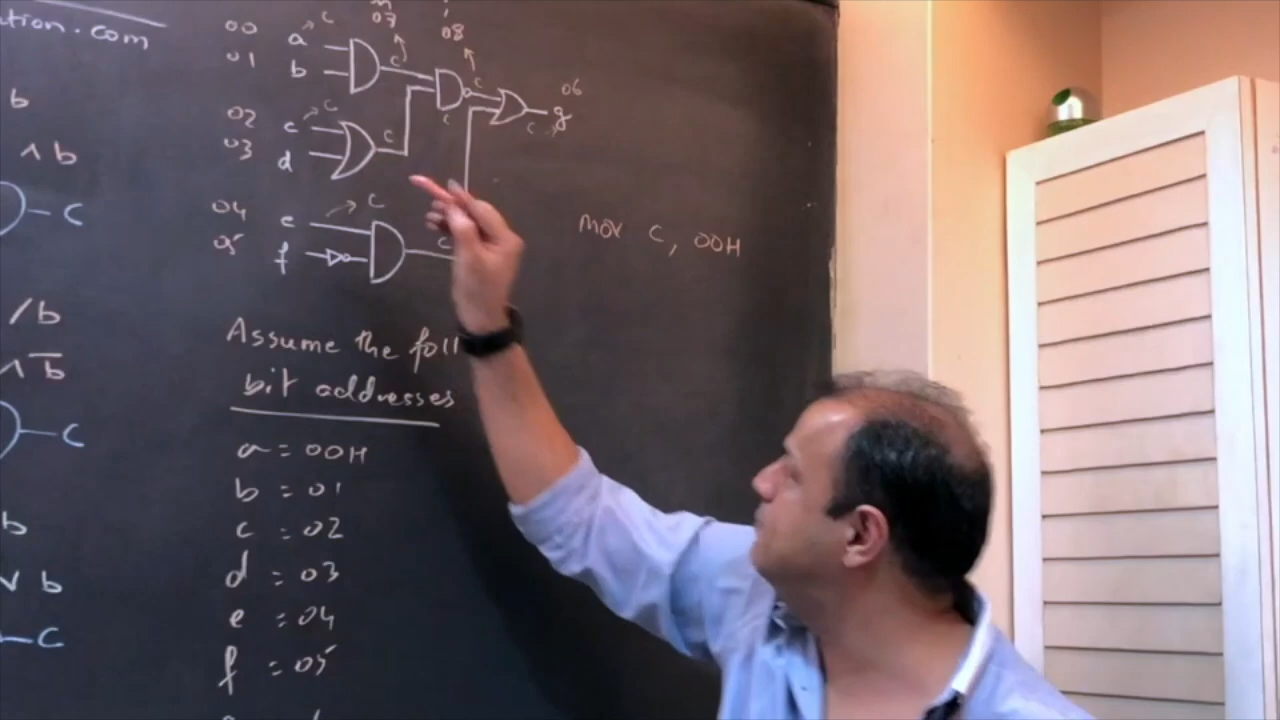 ation.com
b
∧ b
C
/ b
∧ b̅
C
b
∨ b
C
00 a C 07 08
01 b C C 06
02 c C C g
03 d C C
04 e C
05 f C
mov C, 00H
Assume the foll
bit addresses
a = 00H
b = 01
c = 02
d = 03
e = 04
f = 05